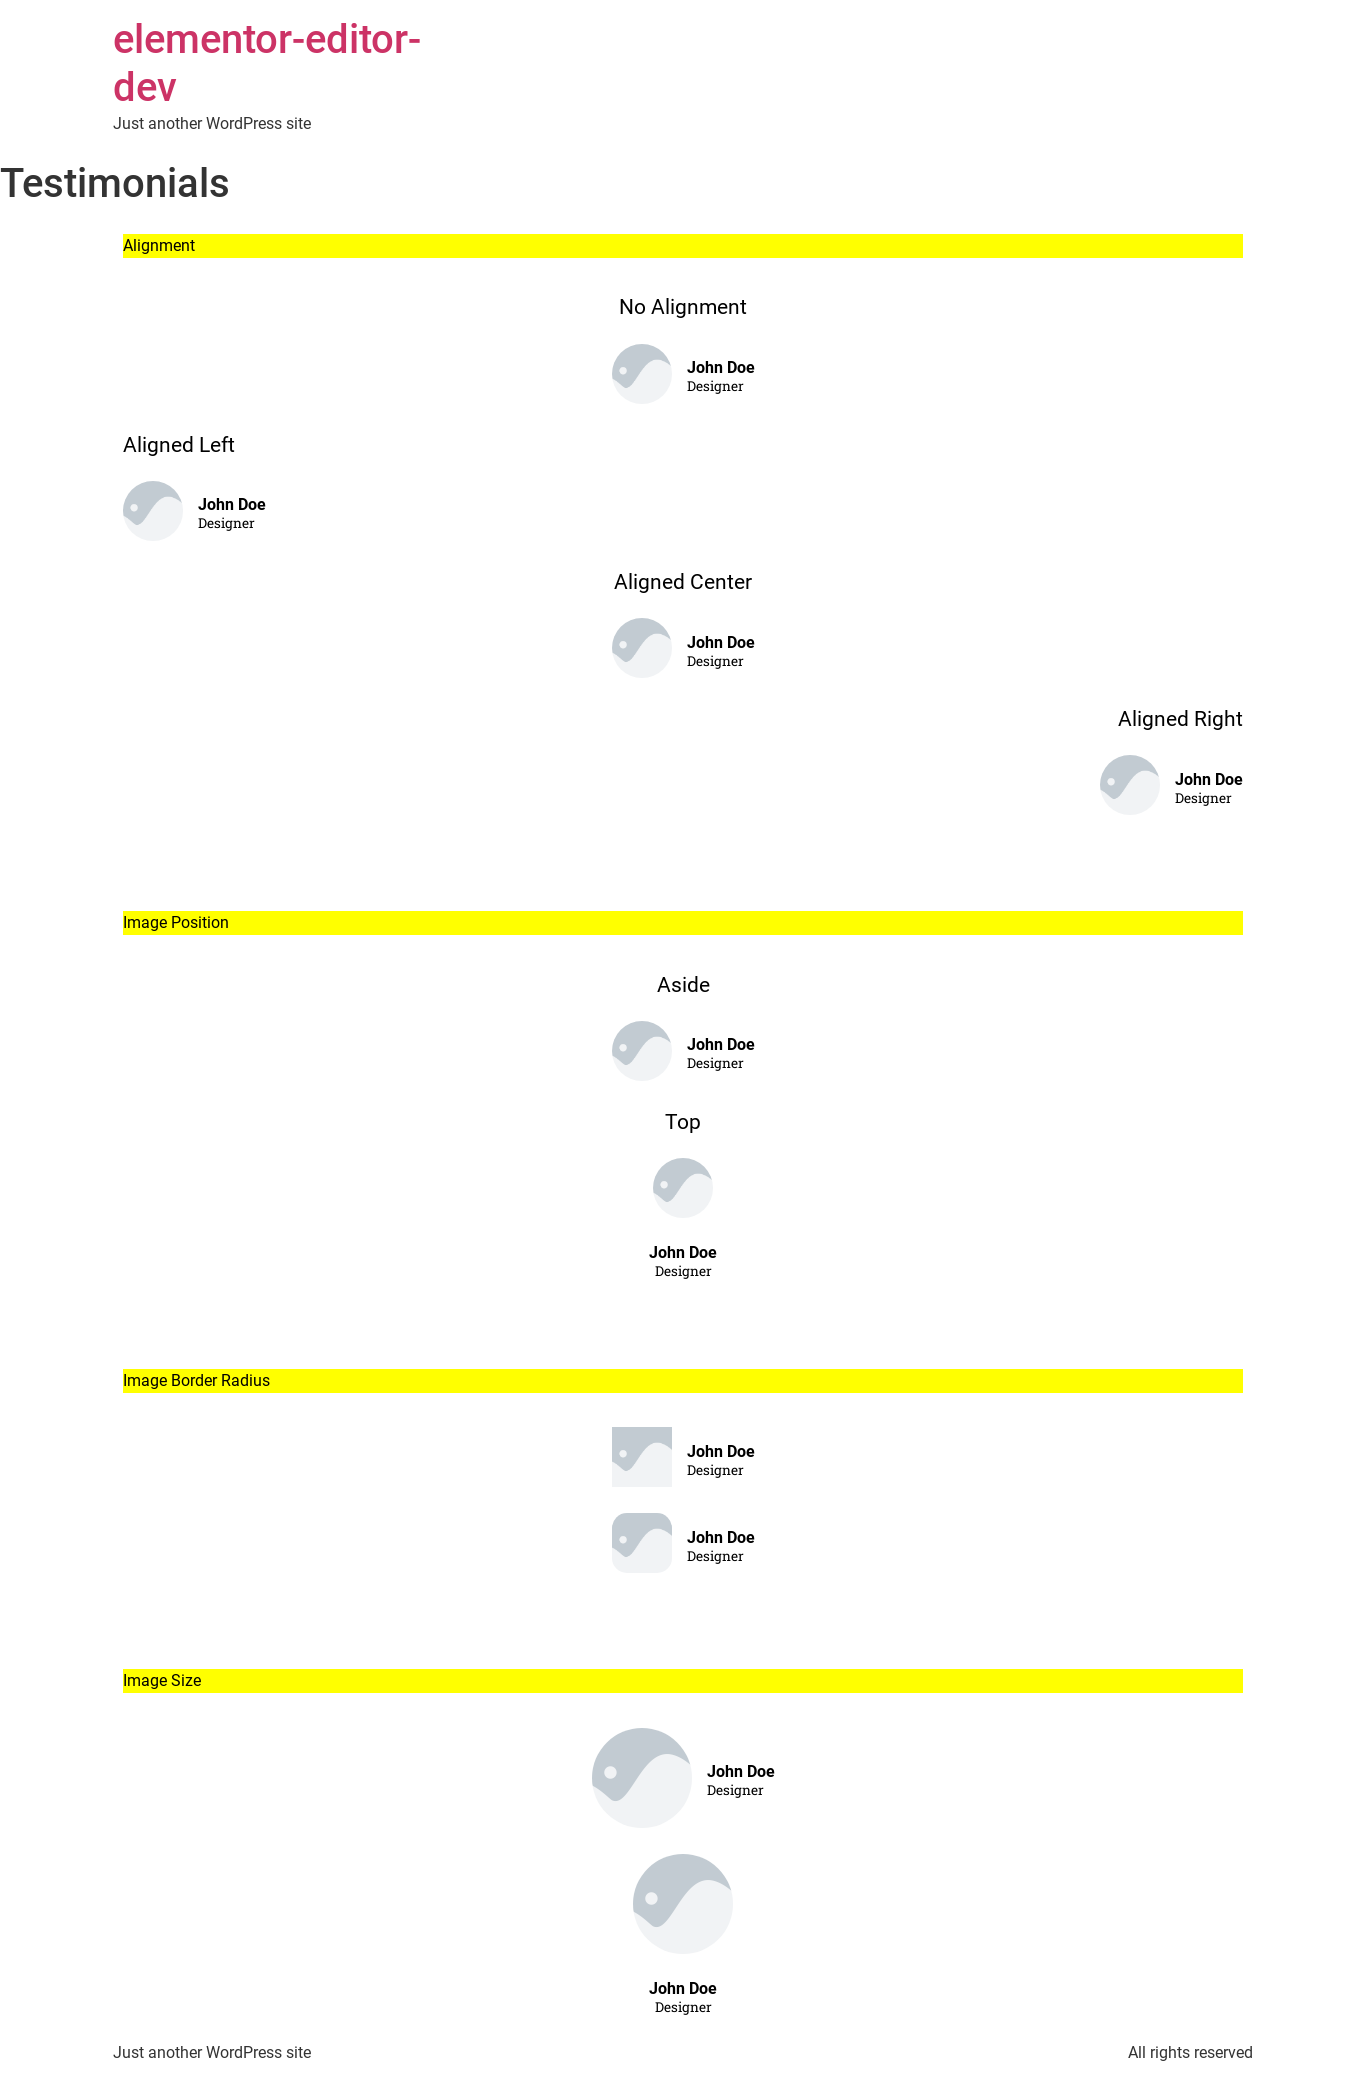 elementor-editor-
dev
Just another WordPress site
Testimonials
Alignment
No Alignment
John Doe
Designer
Aligned Left
John Doe
Designer
Aligned Center
John Doe
Designer
Aligned Right
John Doe
Designer
Image Position
Aside
John Doe
Designer
Top
John Doe
Designer
Image Border Radius
John Doe
Designer
John Doe
Designer
Image Size
John Doe
Designer
John Doe
Designer
Just another WordPress site
All rights reserved